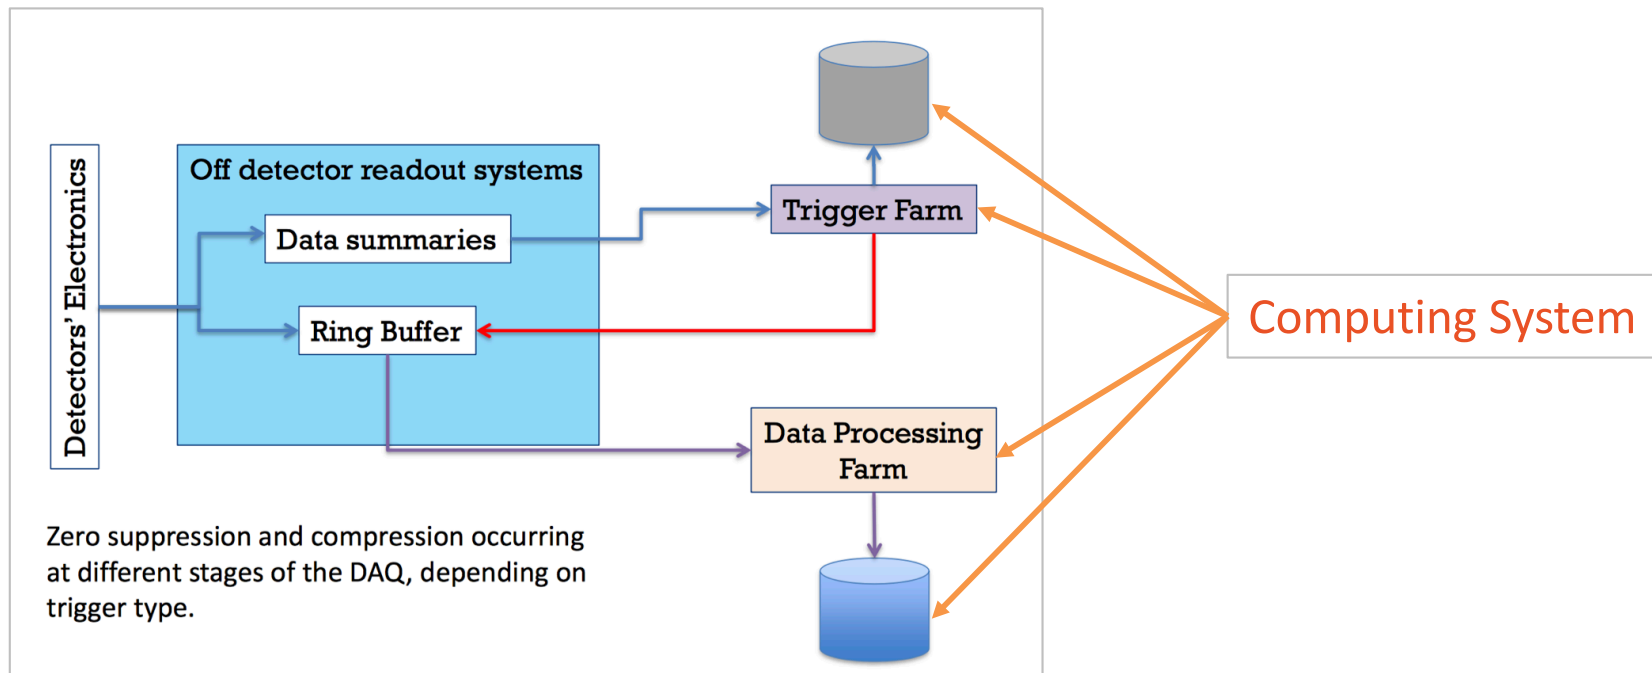 Off detector readout systems
Detectors' Electronics
Data summaries
Ring Buffer
Trigger Farm
Data Processing
Farm
Computing System
Zero suppression and compression occurring
at different stages of the DAQ, depending on
trigger type.